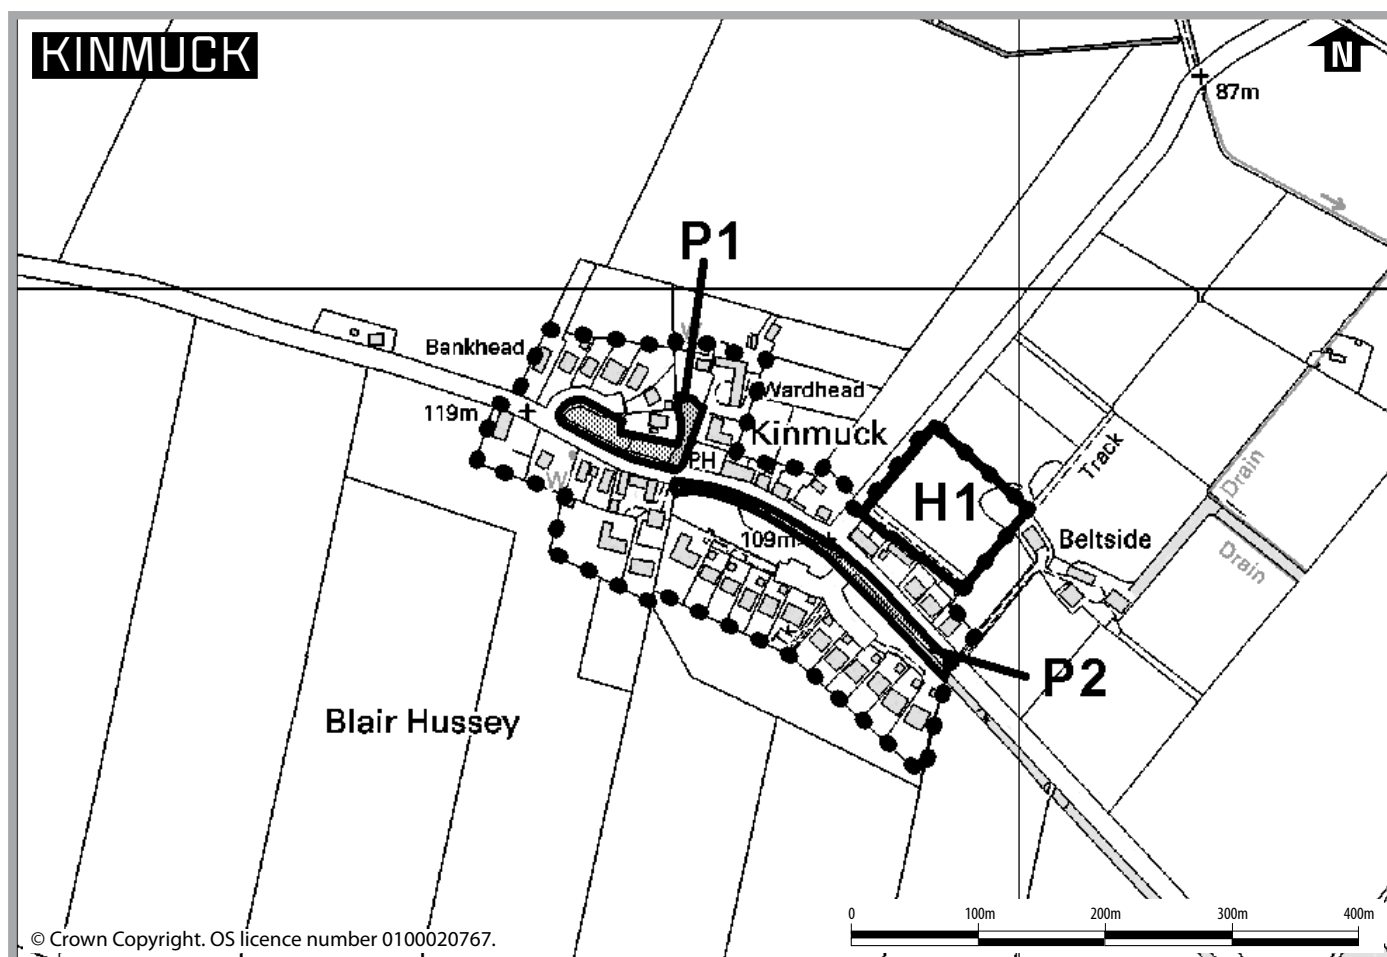 KINMUCK
N
87m
P1
Bankhead
W
Wardhead
119m
Kinmuck
PH
W
H1
Track
Drain
109m
Beltside
Drain
P2
Blair Hussey
0 100m 200m 300m 400m
© Crown Copyright. OS licence number 0100020767.